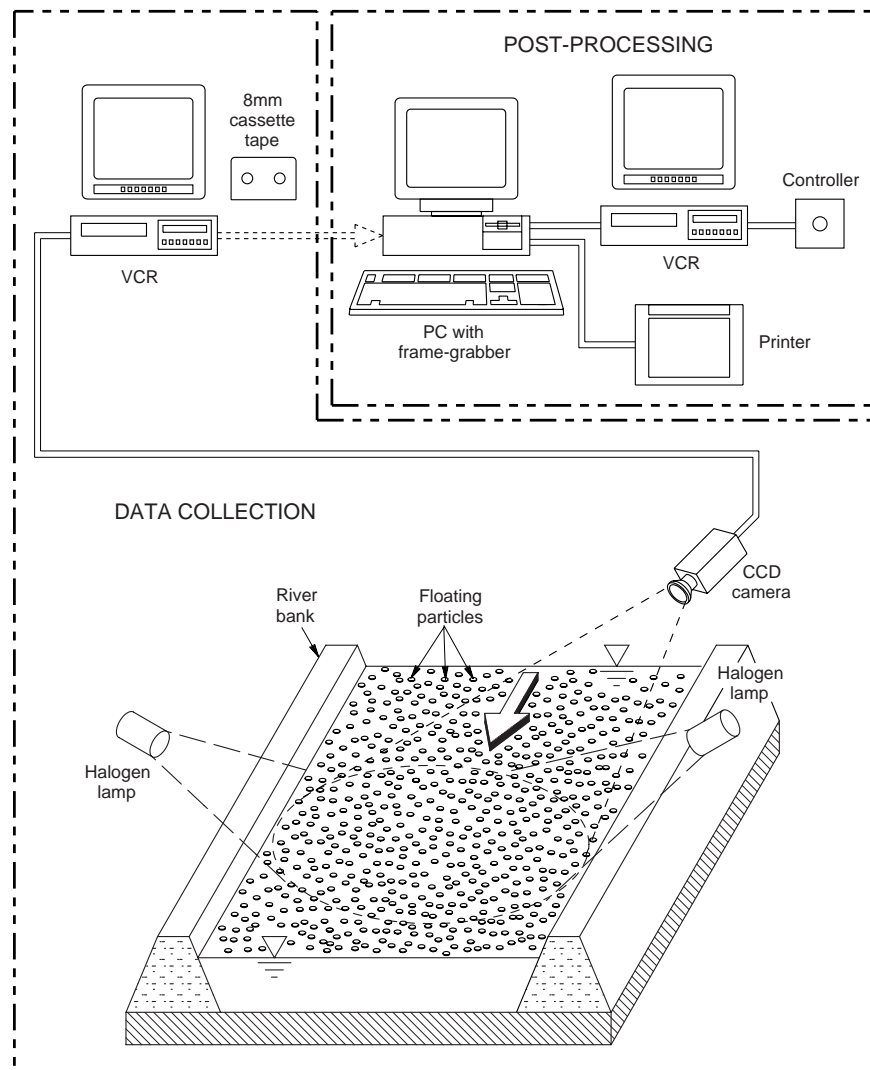 POST-PROCESSING
8mm
cassette
tape
Controller
VCR
VCR
PC with
frame-grabber
Printer
DATA COLLECTION
CCD
camera
River
bank
Floating
particles
Halogen
lamp
Halogen
lamp